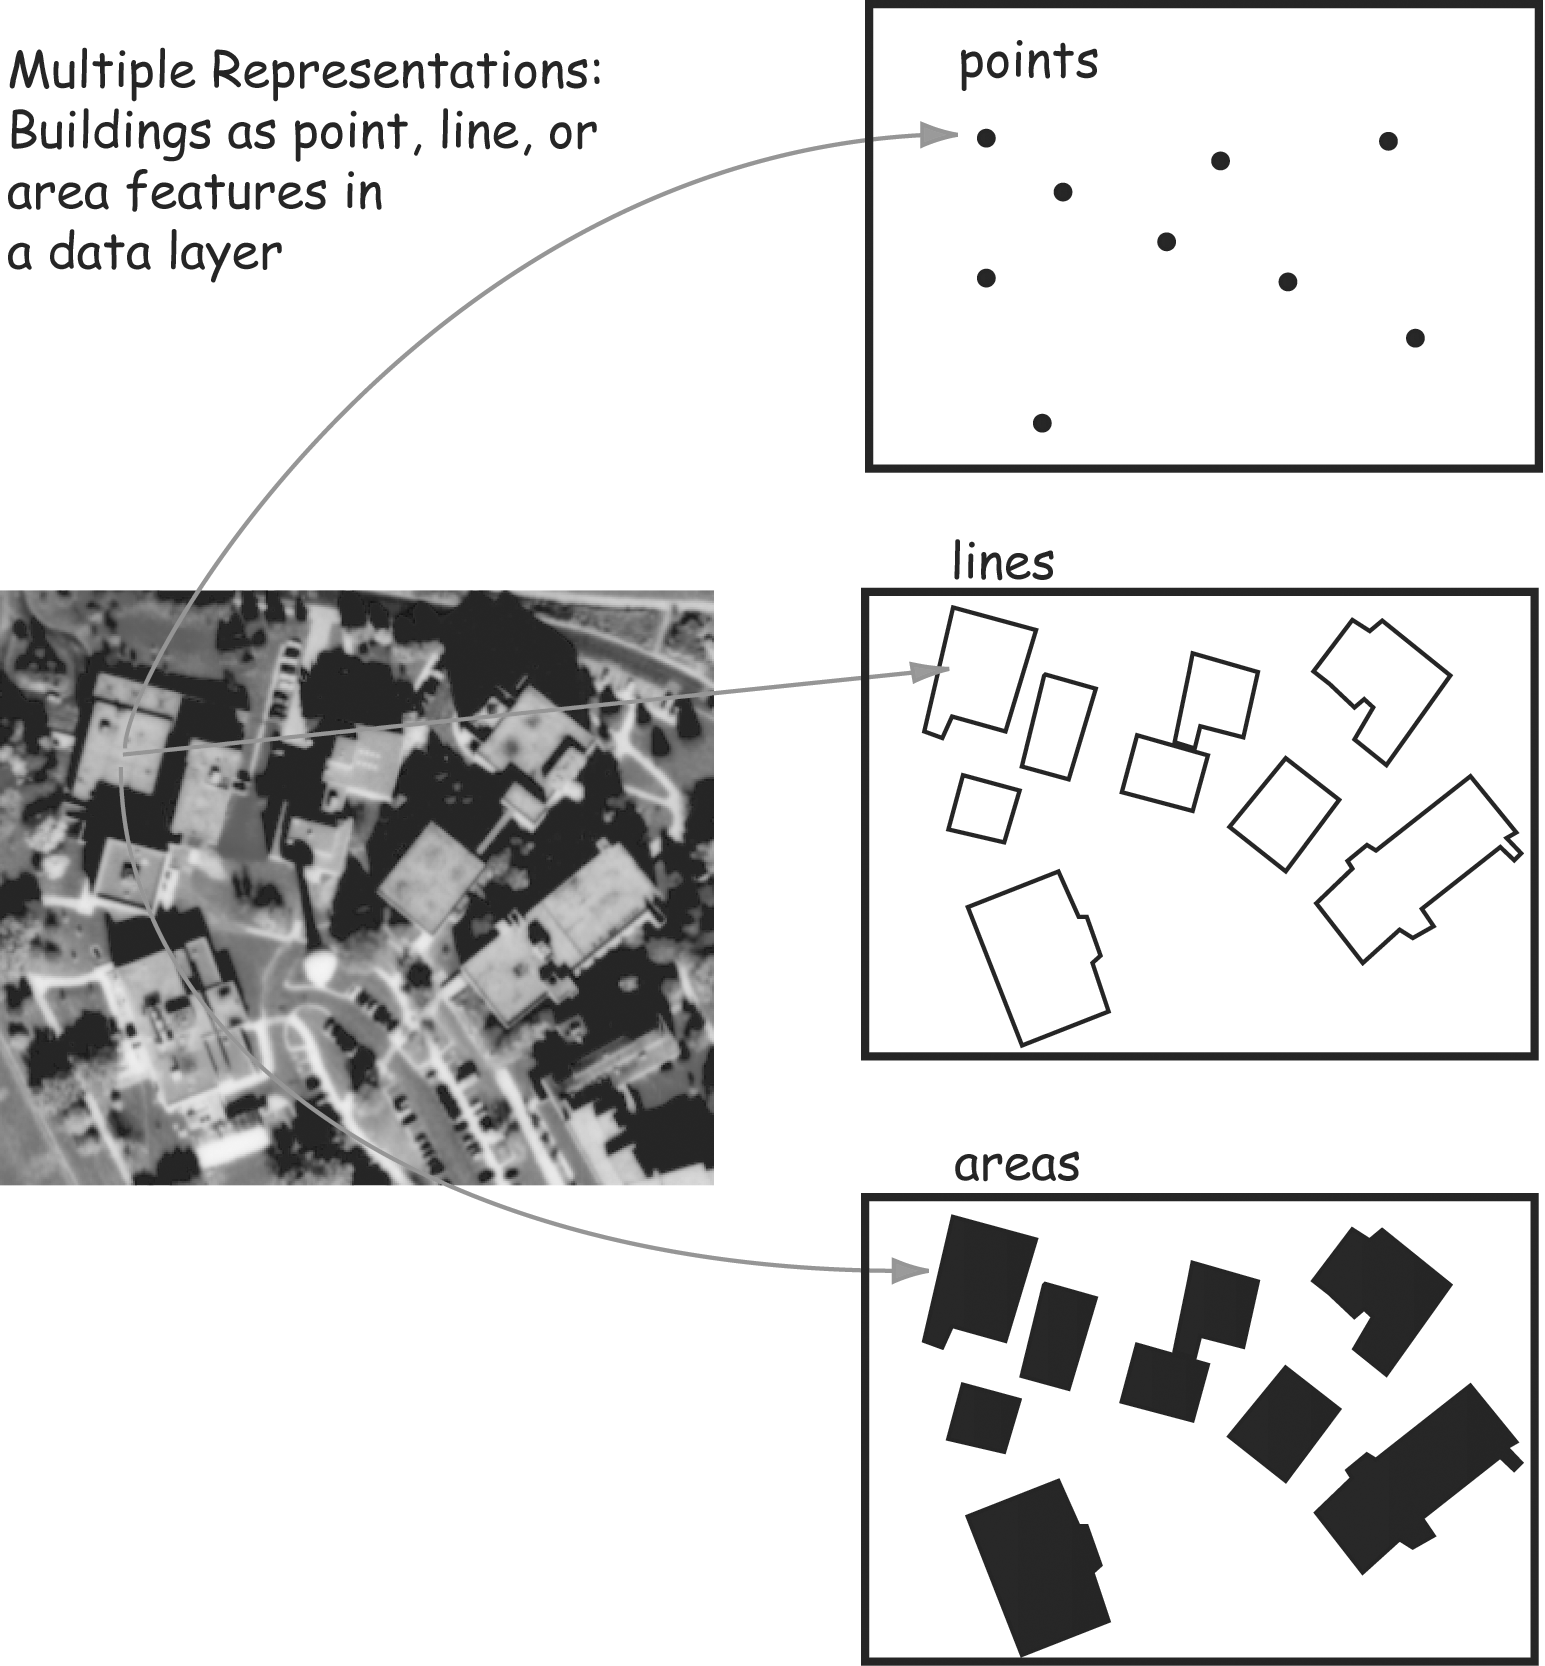 Multiple Representations:
Buildings as point, line, or
area features in
a data layer
points
lines
areas